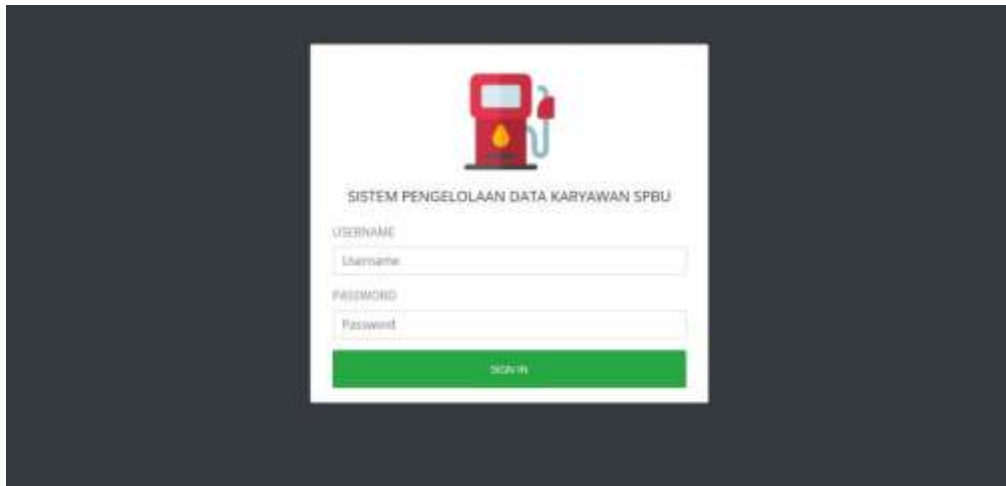 SISTEM PENGELOLAAN DATA KARYAWAN SPBU
USERNAME
Username
PASSWORD
Password
SIGN IN